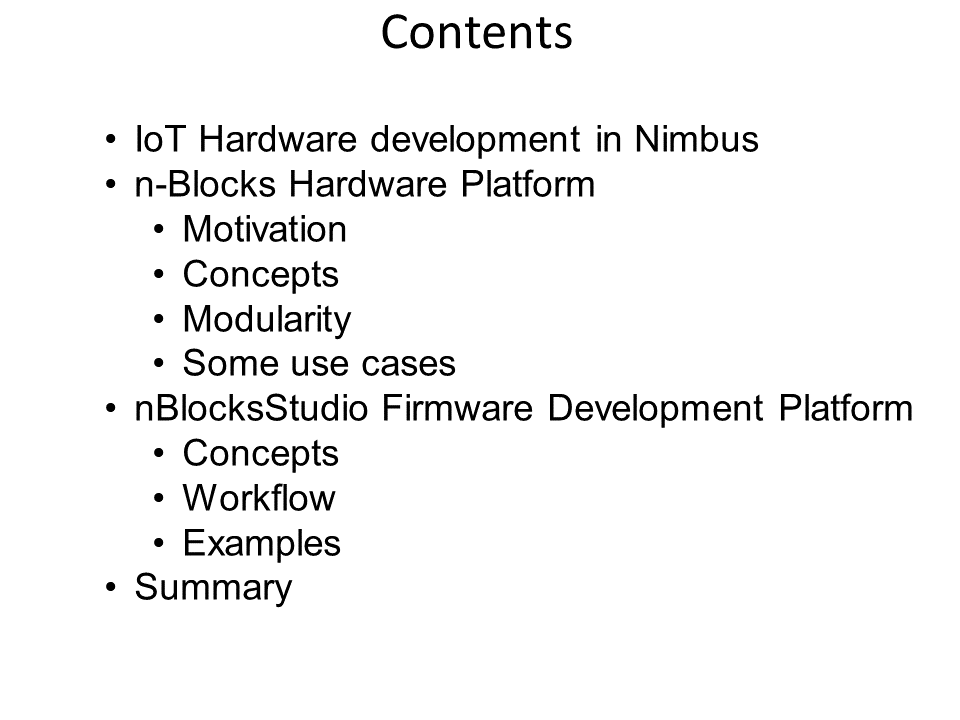 Contents
• IoT Hardware development in Nimbus
• n-Blocks Hardware Platform
• Motivation
• Concepts
• Modularity
• Some use cases
• nBlocksStudio Firmware Development Platform
• Concepts
• Workflow
• Examples
• Summary